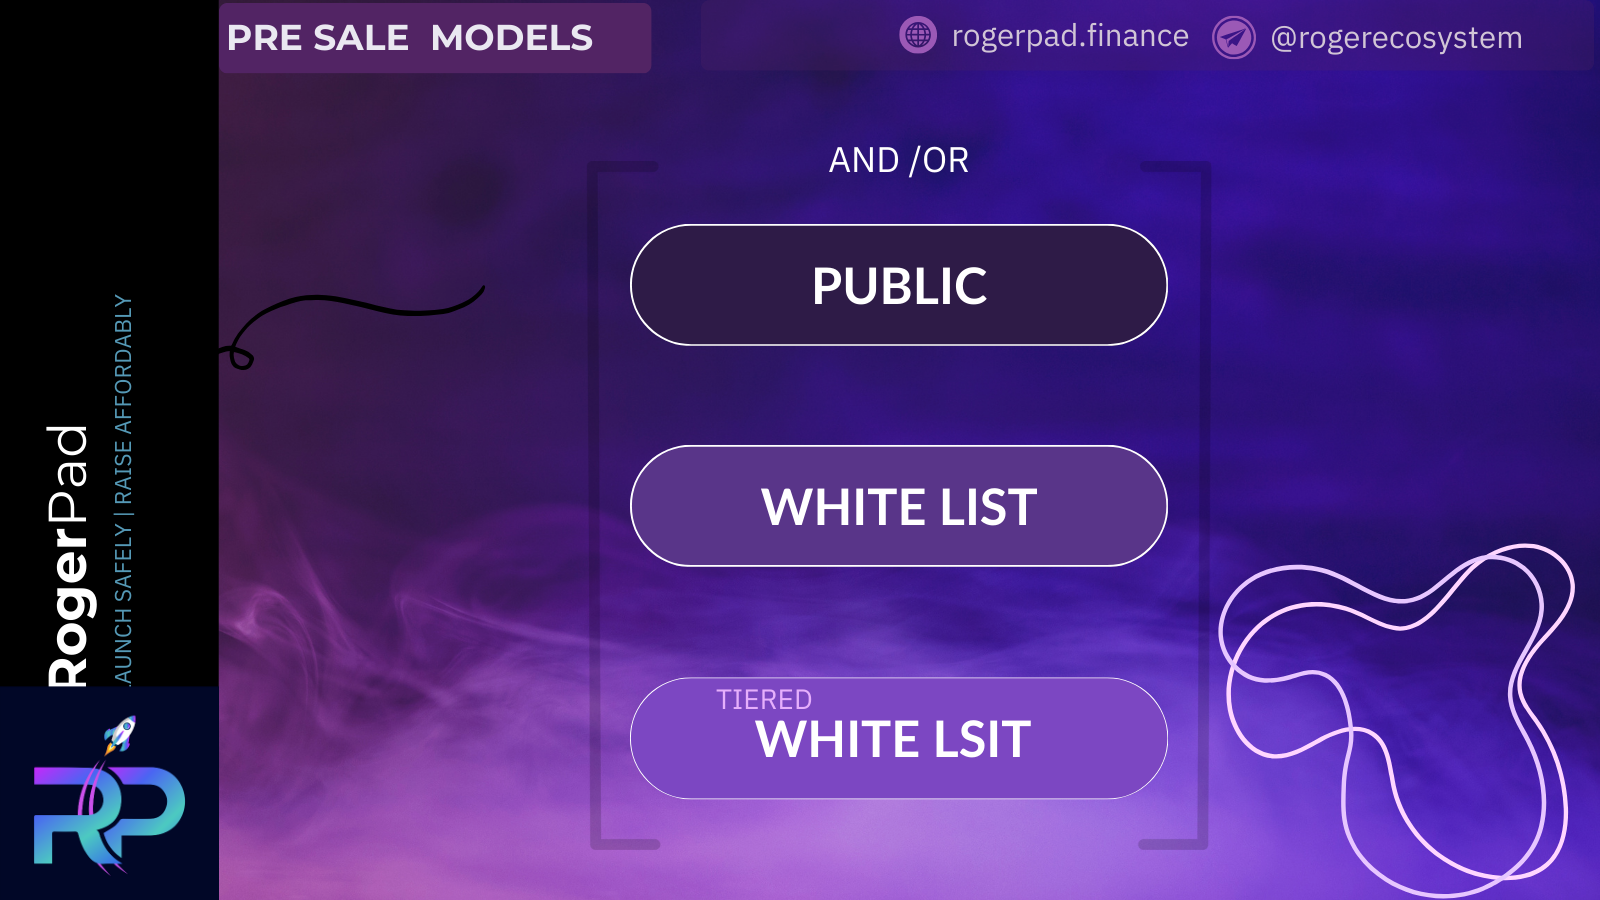 PRE SALE MODELS
rogerpad.finance
@rogerecosystem
AND /OR
PUBLIC
WHITE LIST
TIERED
WHITE LSIT
RogerPad
LAUNCH SAFELY | RAISE AFFORDABLY
RP